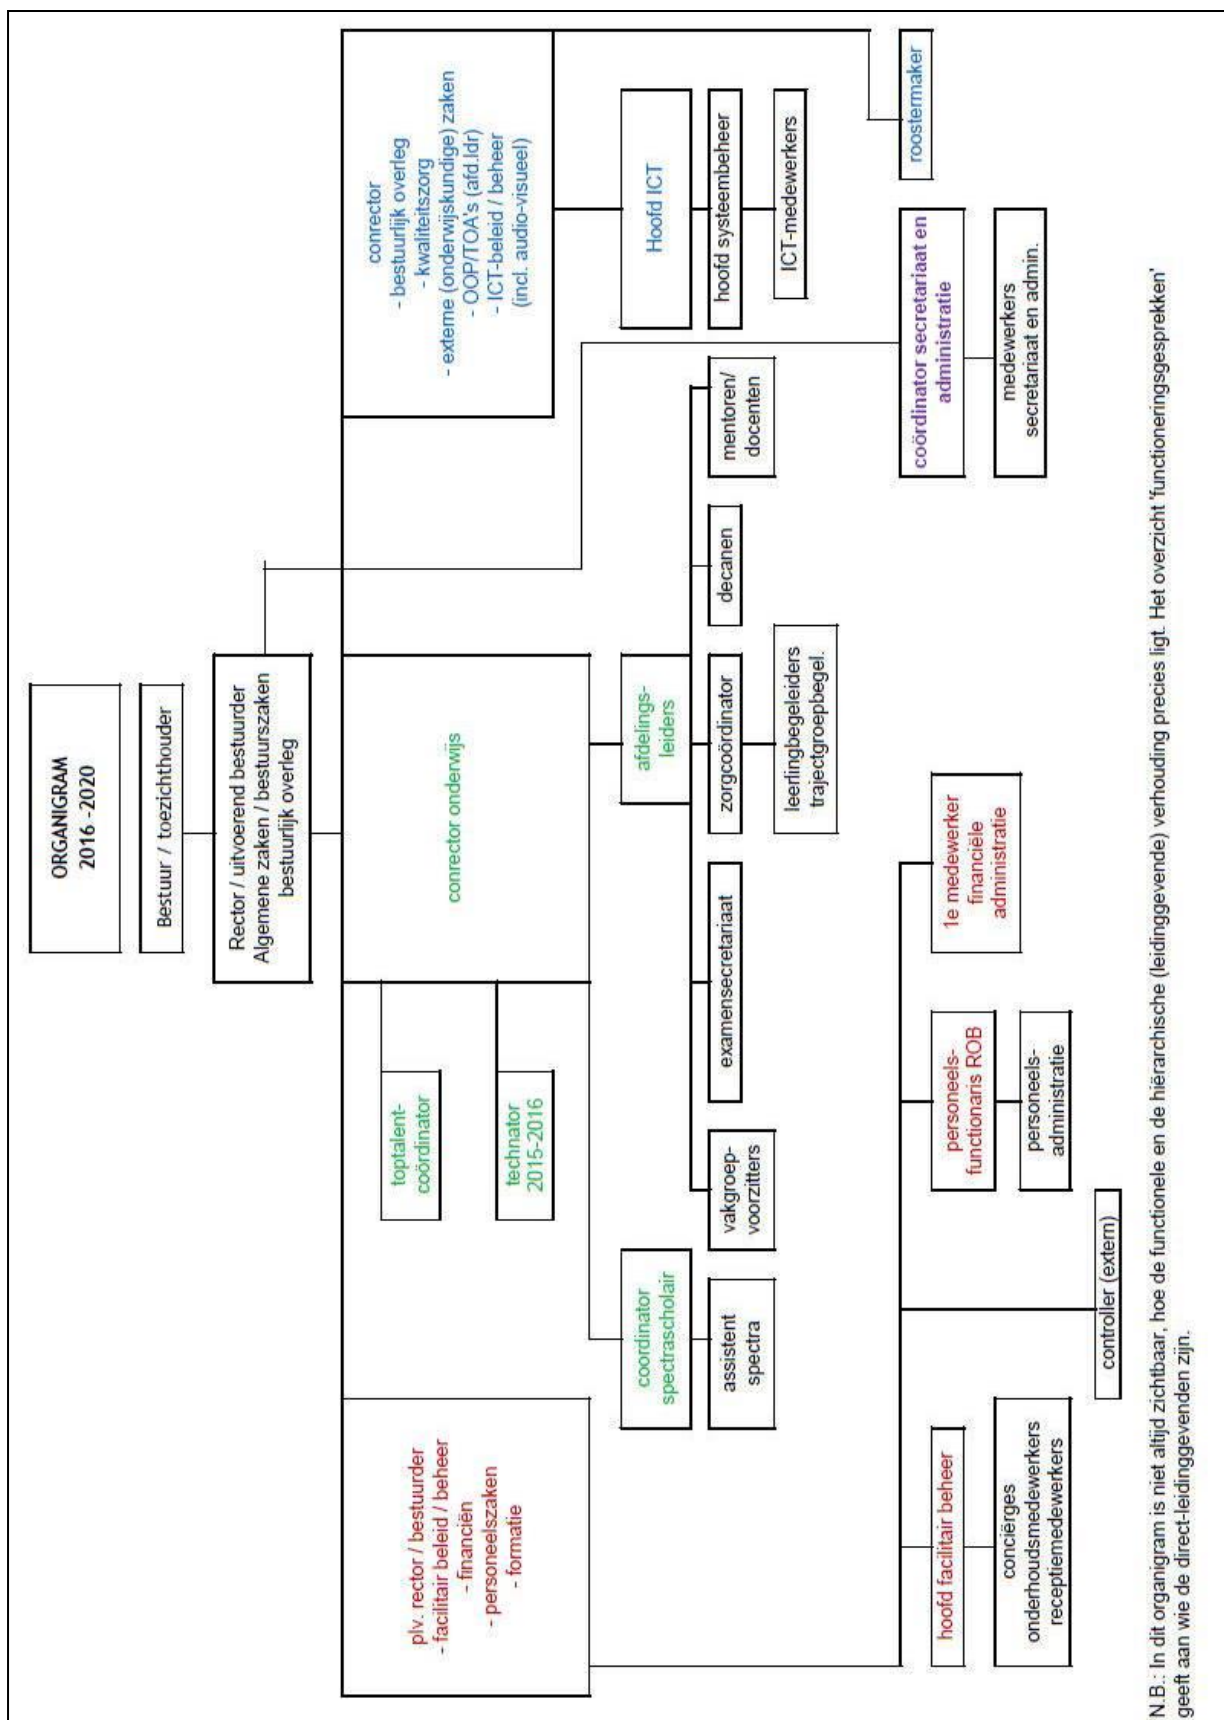 ORGANIGRAM
2016 -2020
Bestuur / toezichthouder
Rector / uitvoerend bestuurder
Algemene zaken / bestuurszaken
bestuurlijk overleg
plv. rector / bestuurder
- facilitair beleid / beheer
- financiën
- personeelszaken
- formatie
toptalent-
coördinator
technator
2015-2016
conrector onderwijs
conrector
- bestuurlijk overleg
- kwaliteitszorg
- externe (onderwijskundige) zaken
- OOP/TOA's (afd.ldr)
- ICT-beleid / beheer
(incl. audio-visueel)
coordinator
spectrascholair
assistent
spectra
afdelings-
leiders
vakgroep-
voorzitters
examensecretariaat
zorgcoördinator
leerlingbegeleiders
trajectgroepbegel.
decanen
mentoren/
docenten
Hoofd ICT
hoofd systeembeheer
ICT-medewerkers
hoofd facilitair beheer
conciërges
onderhoudsmedewerkers
receptiemedewerkers
controller (extern)
personeels-
functionaris ROB
personeels-
administratie
1e medewerker
financiële
administratie
coördinator secretariaat en
administratie
medewerkers
secretariaat en admin.
roostermaker
N.B.: In dit organigram is niet altijd zichtbaar, hoe de functionele en de hiërarchische (leidinggevende) verhouding precies ligt. Het overzicht 'functioneringsgesprekken'
geeft aan wie de direct-leidinggevenden zijn.